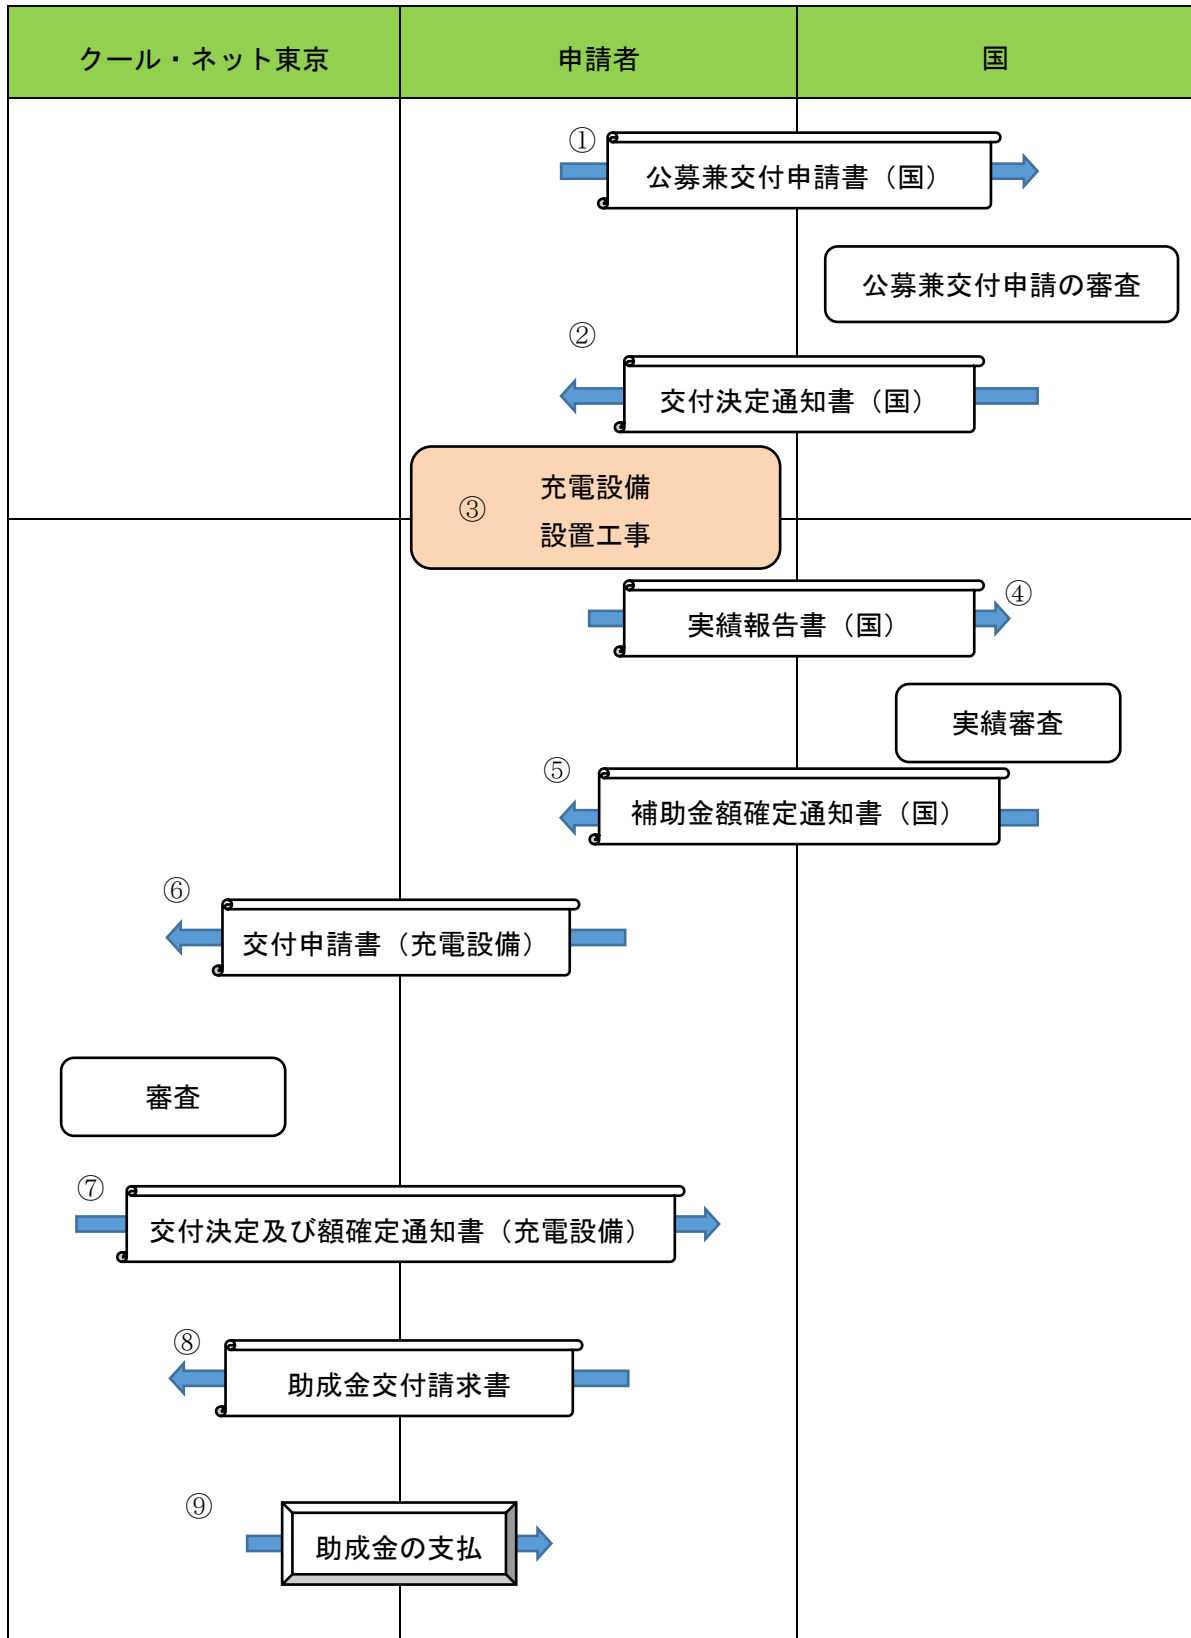 クール・ネット東京
申請者
国
①
公募兼交付申請書（国）
公募兼交付申請の審査
②
交付決定通知書（国）
③
充電設備
設置工事
④
実績報告書（国）
実績審査
⑤
補助金額確定通知書（国）
⑥
交付申請書（充電設備）
審査
⑦
交付決定及び額確定通知書（充電設備）
⑧
助成金交付請求書
⑨
助成金の支払